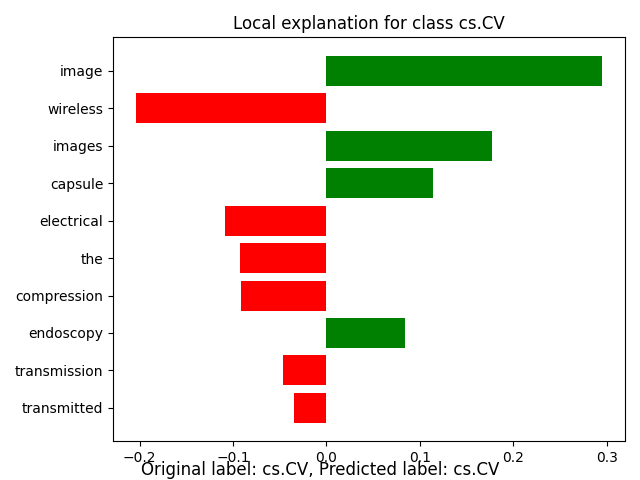 Local explanation for class cs.CV
image
wireless
images
capsule
electrical
the
compression
endoscopy
transmission
transmitted
−0.2 −0.1 0.0 0.1 0.2 0.3
Original label: cs.CV, Predicted label: cs.CV